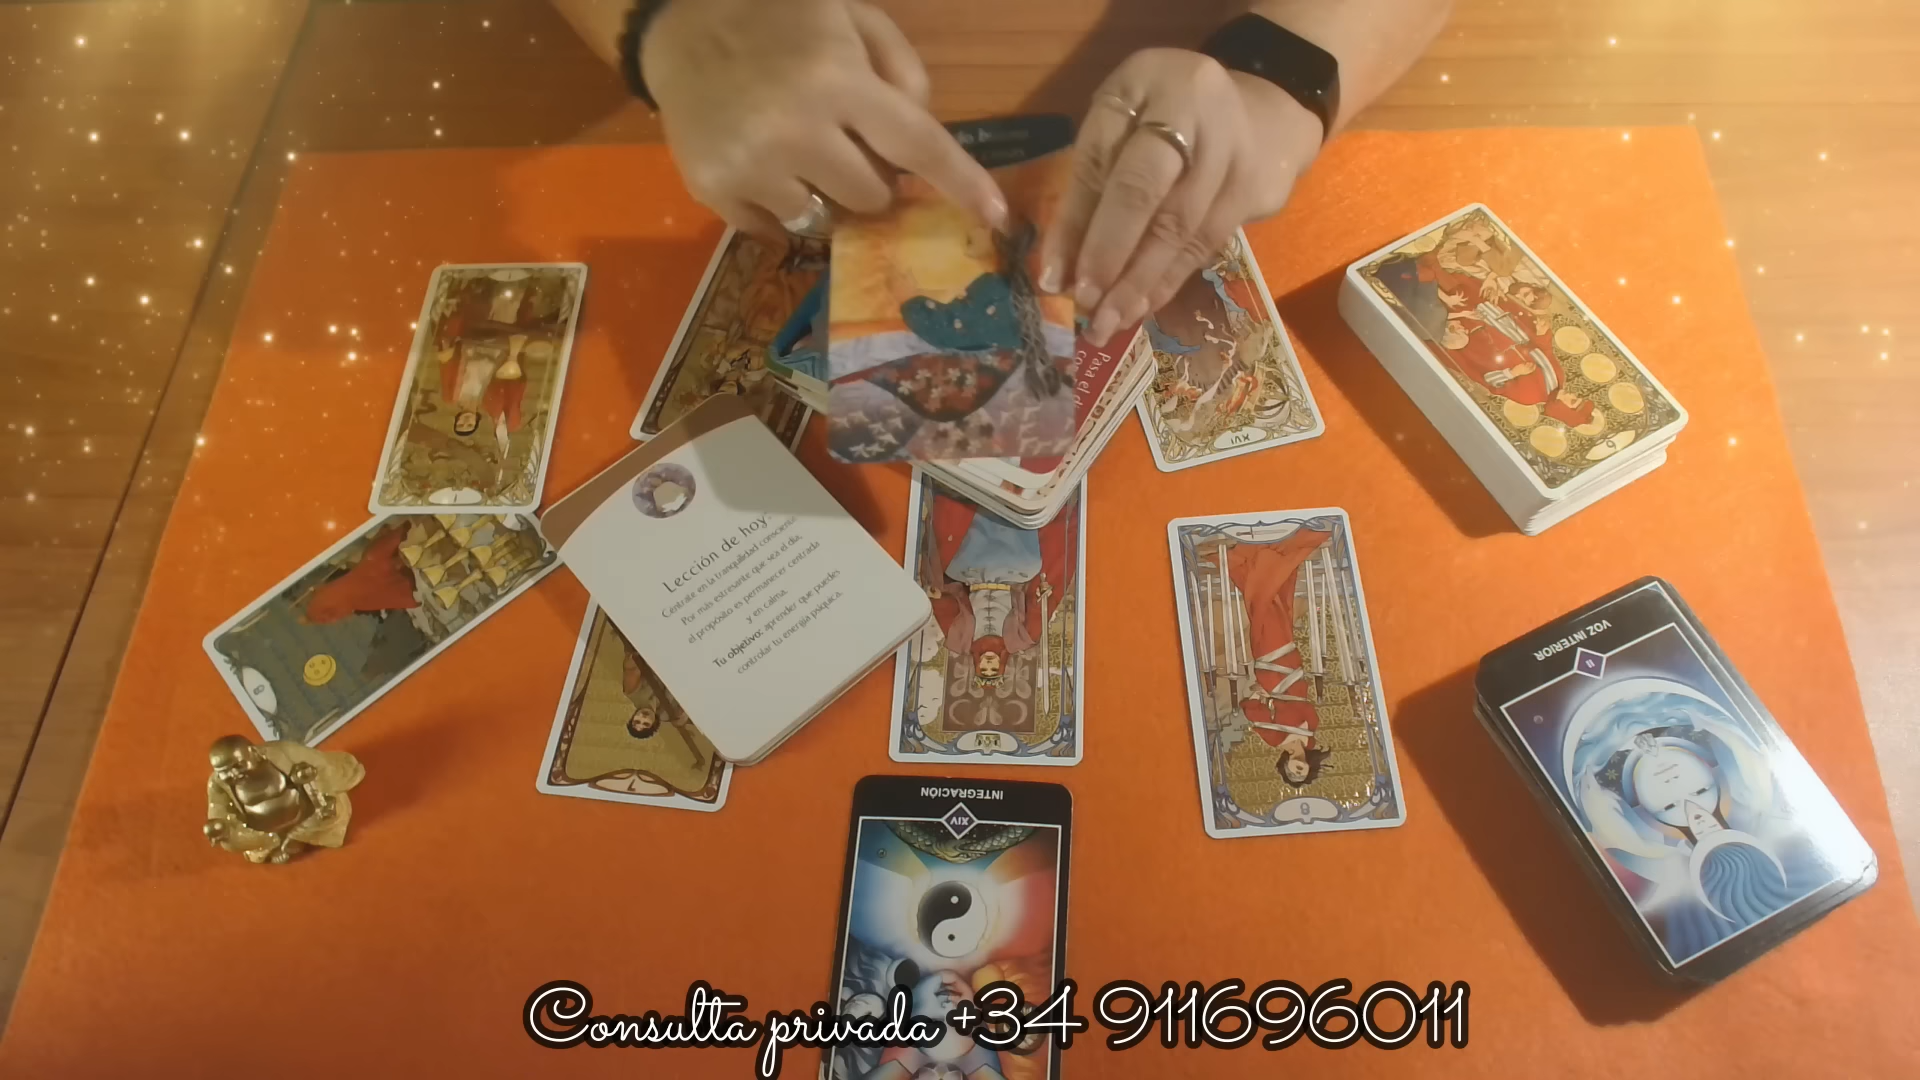 Pasa el
XVI
Lección de hoy:
Céntrate en la tranquilidad consciente.
Por más estresante que sea el día,
el propósito es permanecer centrada
y en calma.
Tu objetivo: aprender que puedes
controlar tu energía psíquica.
VOZ INTERIOR
II
INTEGRACIÓN
XIV
Consulta privada +34 911696011